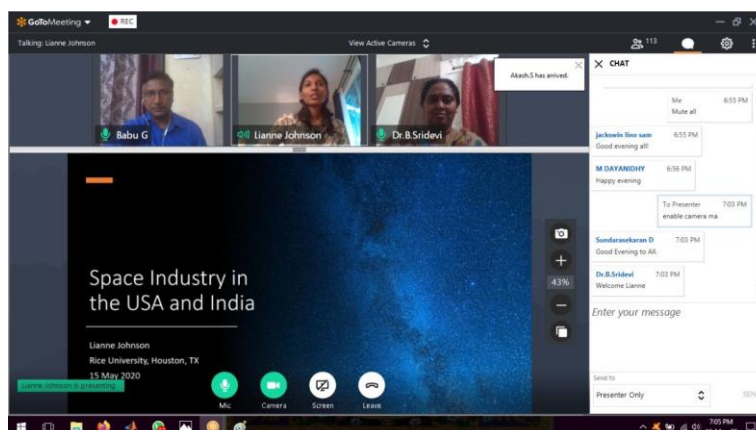 GoToMeeting
REC
Talking: Lianne Johnson
View Active Cameras
113
Akash.S has arrived.
Babu G
Lianne Johnson
Dr.B.Sridevi
Space Industry in
the USA and India
Lianne Johnson
Rice University, Houston, TX
15 May 2020
Lianne Johnson is presenting
43%
Mic
Camera
Screen
Leave
CHAT
Me 6:55 PM
Mute all
jackswin lino sam 6:55 PM
Good evening all!
M DAYANIDHY 6:56 PM
Happy evening
To Presenter 7:03 PM
enable camera ma
Sundarasekaran D 7:03 PM
Good Evening to All.
Dr.B.Sridevi 7:03 PM
Welcome Lianne
Enter your message
Send to
Presenter Only
SEN
7:05 PM